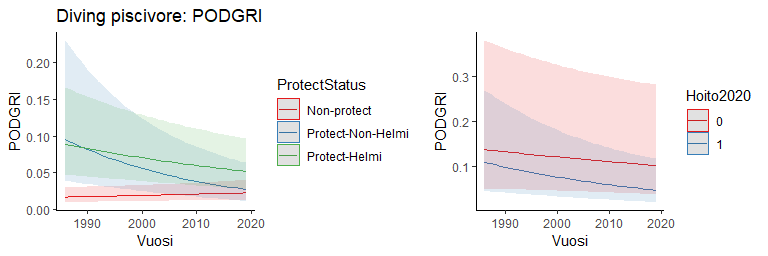 Diving piscivore: PODGRI
PODGRI
0.20
0.15
0.10
0.05
0.00
1990 2000 2010 2020
Vuosi
ProtectStatus
Non-protect
Protect-Non-Helmi
Protect-Helmi
PODGRI
0.3
0.2
0.1
1990 2000 2010 2020
Vuosi
Hoito2020
0
1